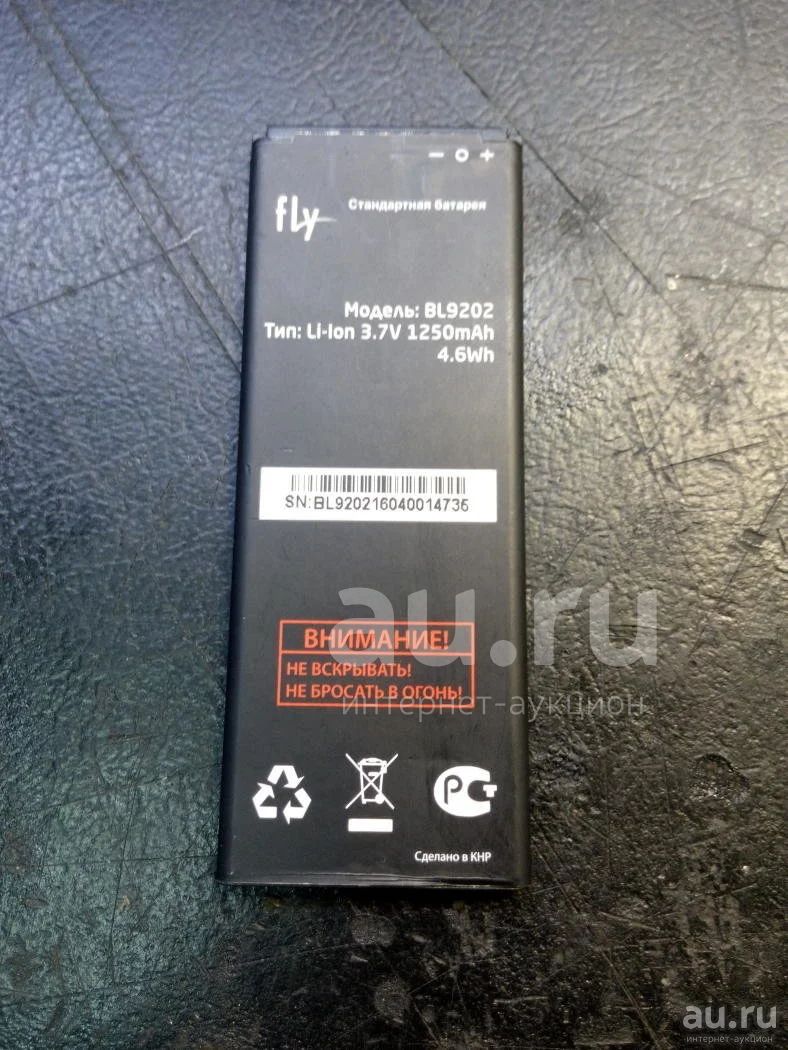 − o +
fly
Стандартная батарея
Модель: BL9202
Тип: Li-Ion 3.7V 1250mAh
4.6Wh
SN:BL920216040014735
au.ru
интернет-аукцион
ВНИМАНИЕ!
НЕ ВСКРЫВАТЬ!
НЕ БРОСАТЬ В ОГОНЬ!
РСТ
Сделано в КНР
au.ru
интернет-аукцион